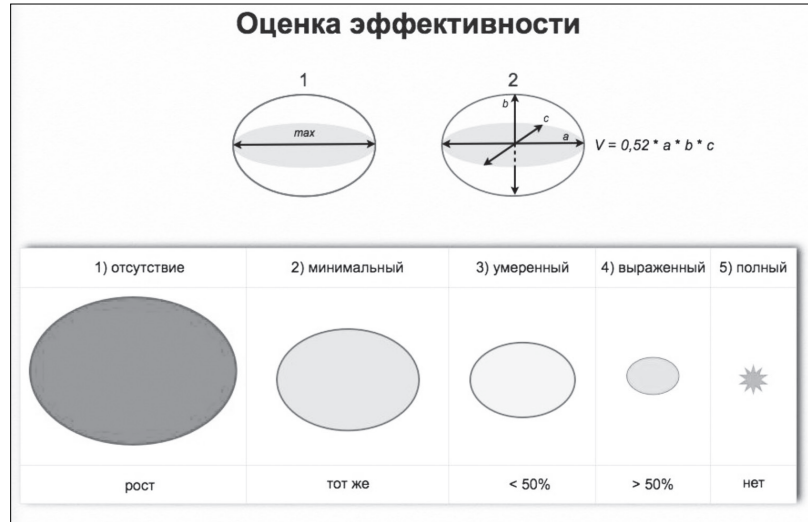 Оценка эффективности
1 2
max
b
c
a
V = 0,52 * a * b * c
1) отсутствие 2) минимальный 3) умеренный 4) выраженный 5) полный
рост тот же < 50% > 50% нет